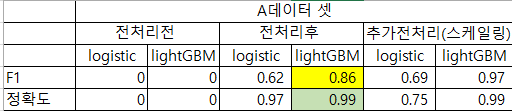 A데이터 셋
전처리전 전처리후 추가전처리(스케일링)
logistic lightGBM logistic lightGBM logistic lightGBM
F1 0 0 0.62 0.86 0.69 0.97
정확도 0 0 0.97 0.99 0.75 0.99